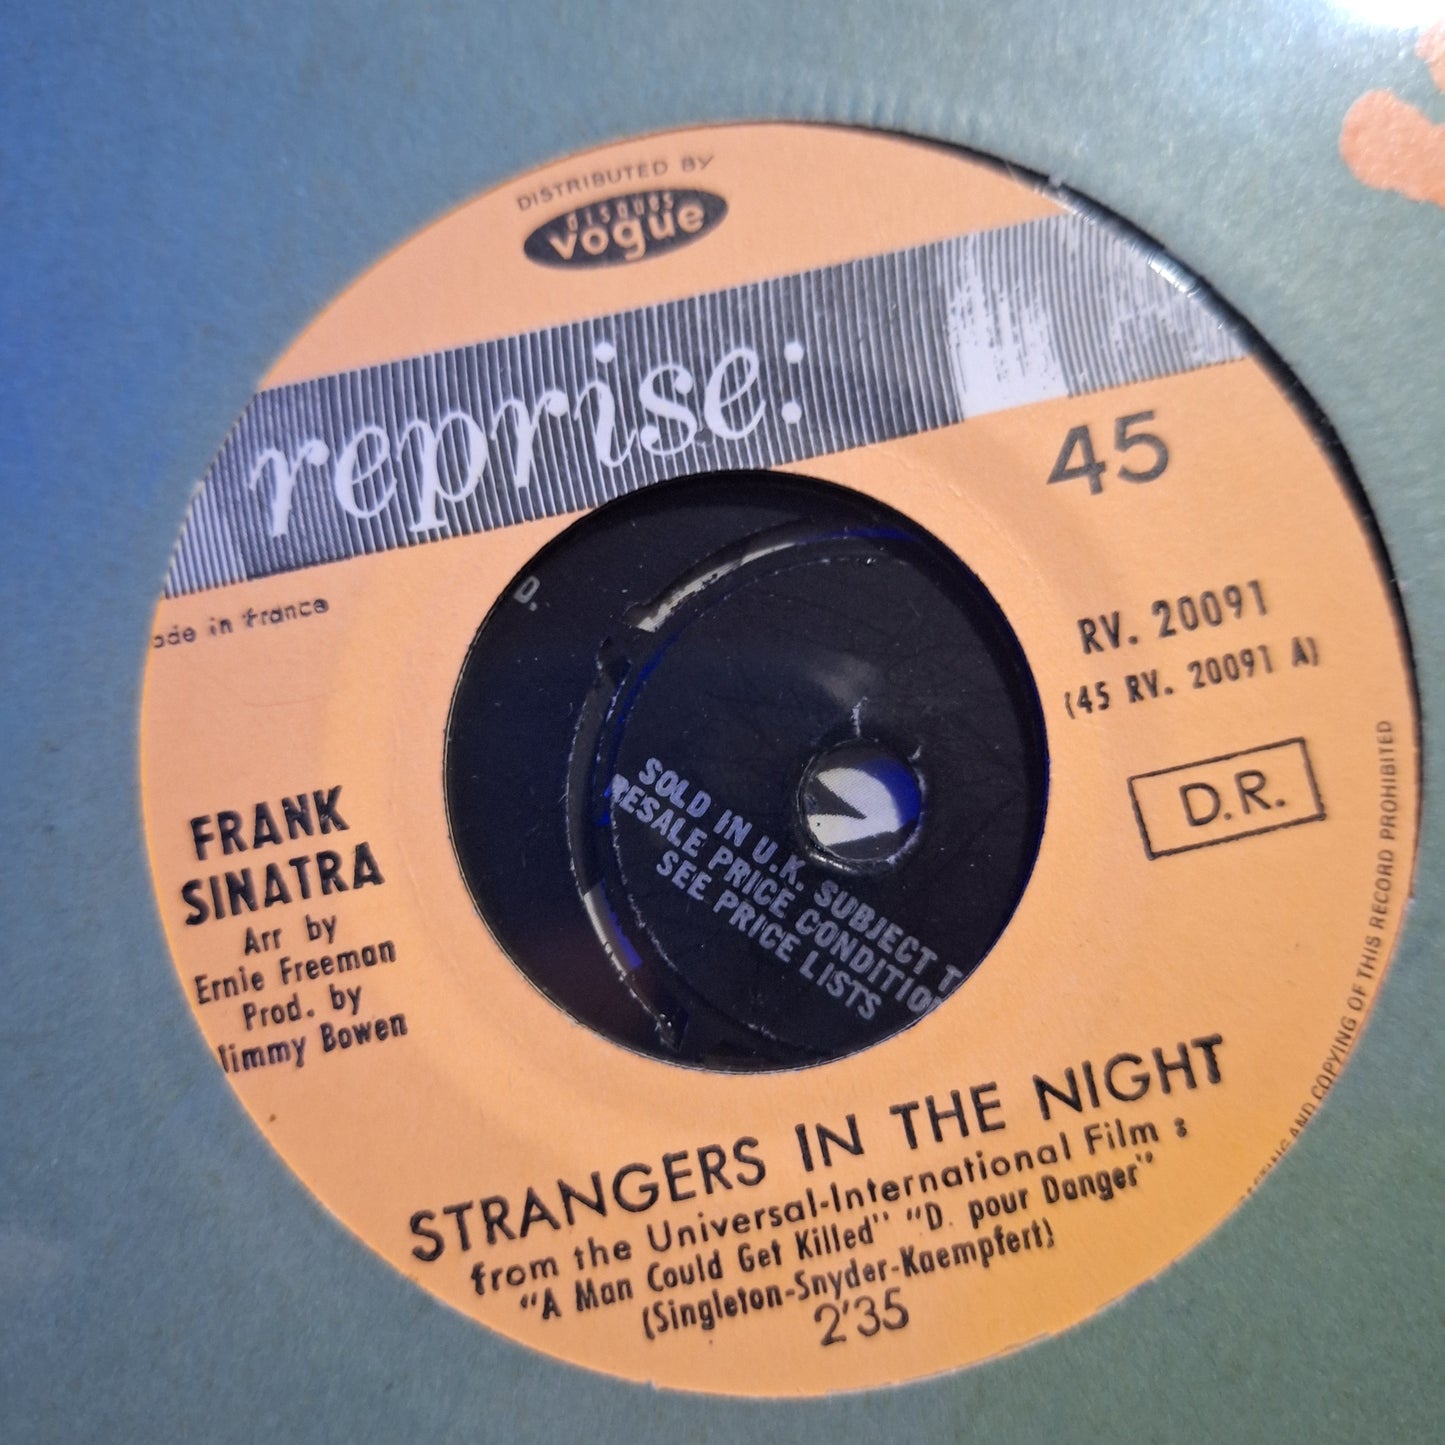 DISTRIBUTED BY
disques
vogue
reprise:
45
ade in France
RV. 20091
(45 RV. 20091 A)
D.R.
FRANK
SINATRA
Arr by
Ernie Freeman
Prod. by
Jimmy Bowen
D.
SOLD IN U.K. SUBJECT T
RESALE PRICE CONDITION
SEE PRICE LISTS
STRANGERS IN THE NIGHT
from the Universal-International Film :
"A Man Could Get Killed" "D. pour Danger"
(Singleton-Snyder-Kaempfert)
2'35
AND COPYING OF THIS RECORD PROHIBITED